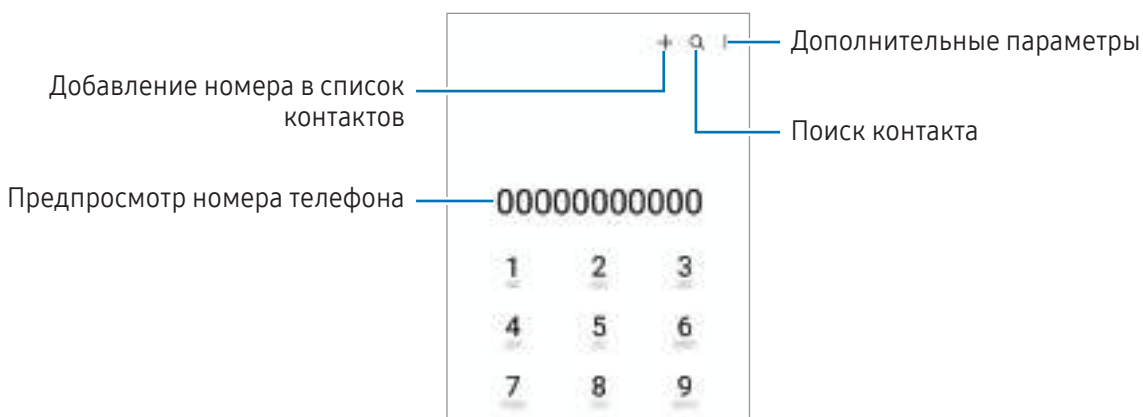 Дополнительные параметры
Добавление номера в список
контактов
Поиск контакта
Предпросмотр номера телефона
00000000000
1 2 3
4 5 6
7 8 9